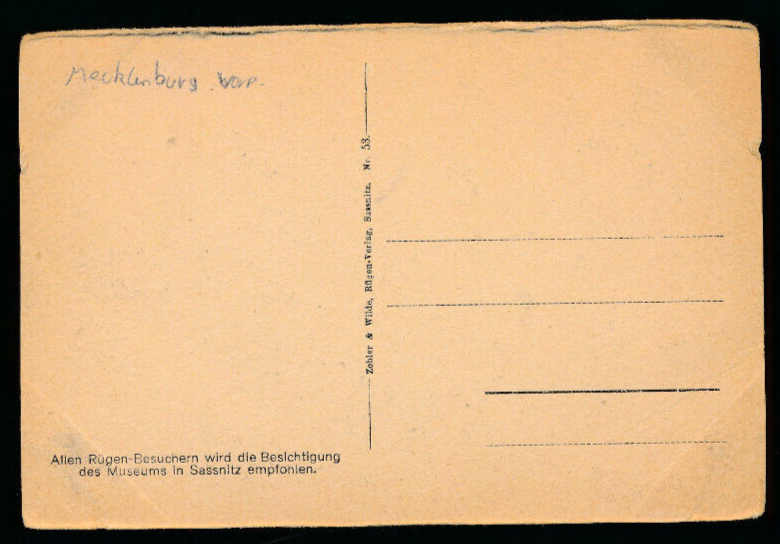 Mecklenburg. Vor.
Zobler & Wilde, Rügen-Verlag, Sassnitz. Nr. 53.
Allen Rügen-Besuchern wird die Besichtigung
des Museums in Sassnitz empfohlen.